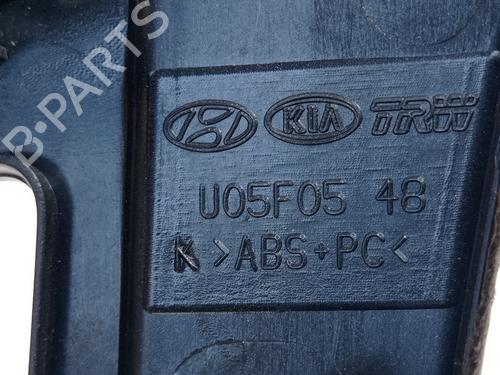 B-PARTS
KIA TRW
U05F05 48
K >ABS+PC<